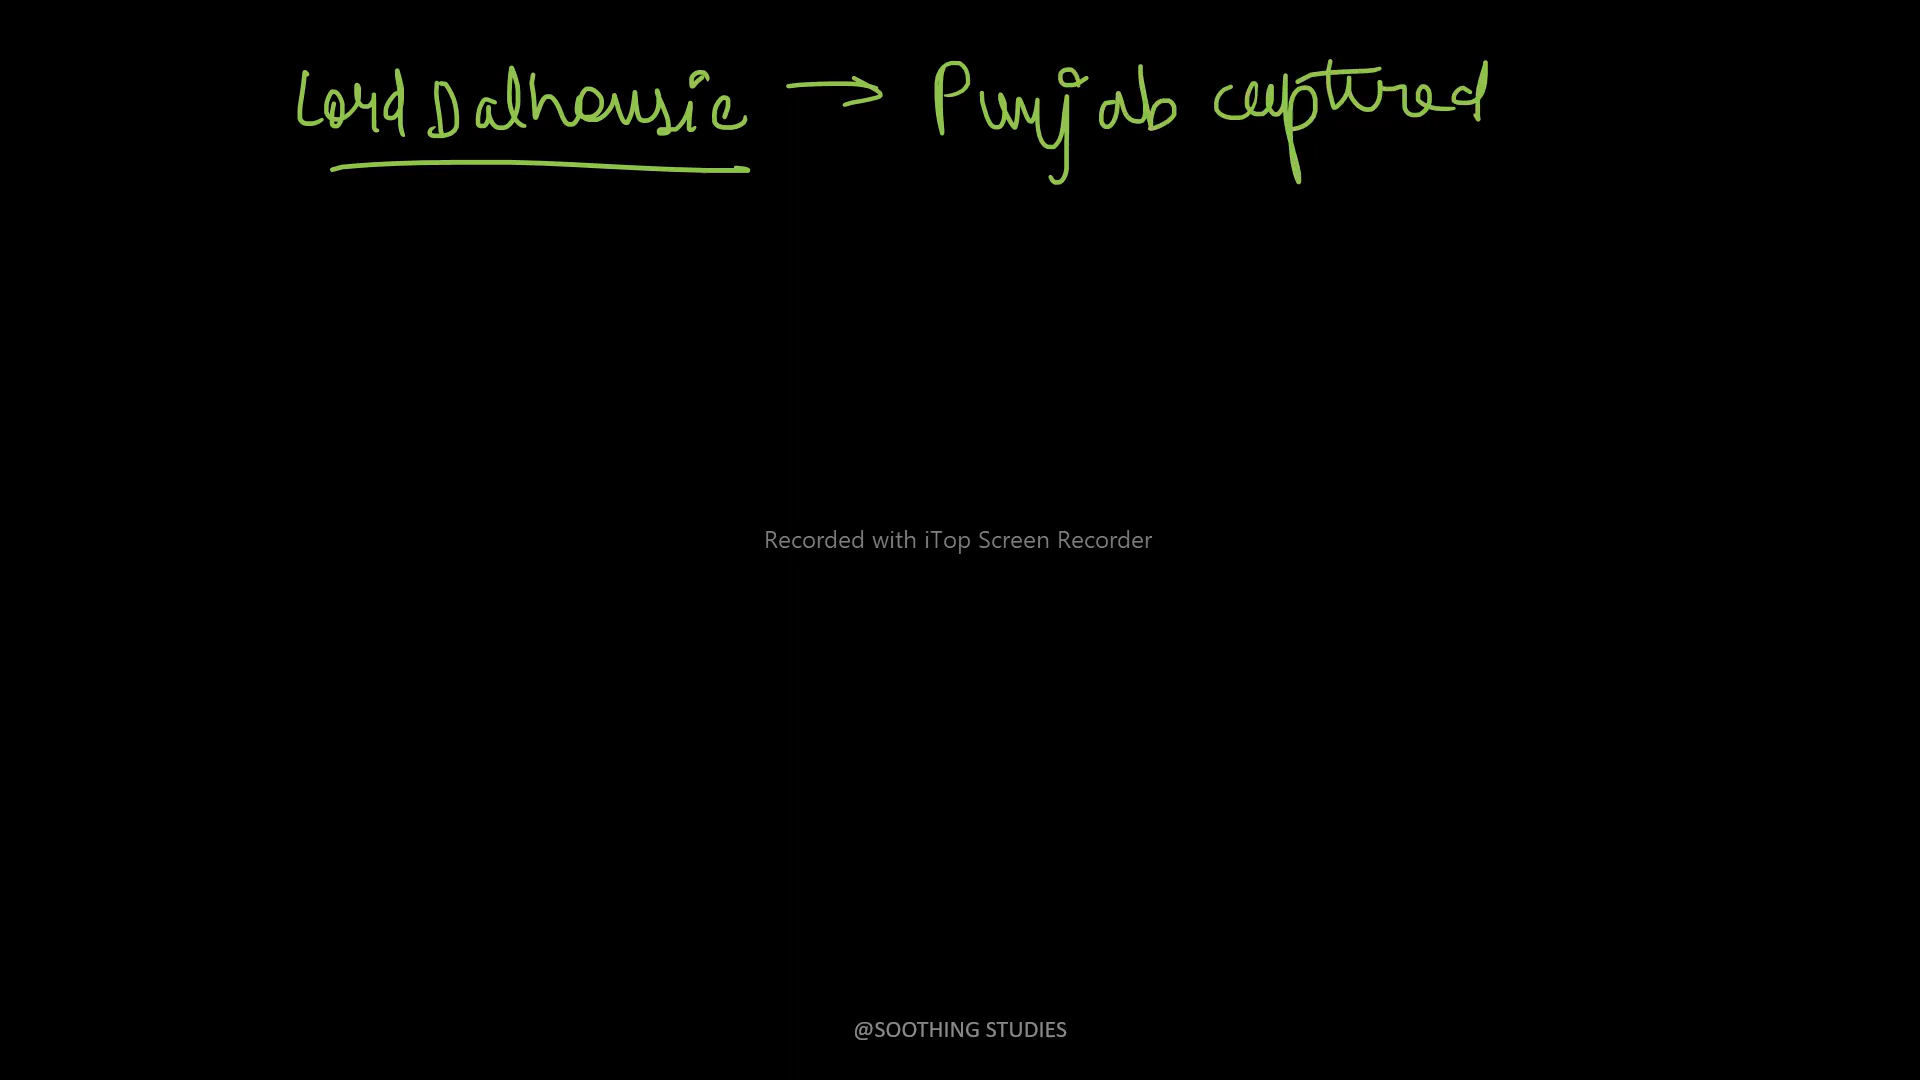 Lord Dalhousie → Punjab captured
Recorded with iTop Screen Recorder
@SOOTHING STUDIES